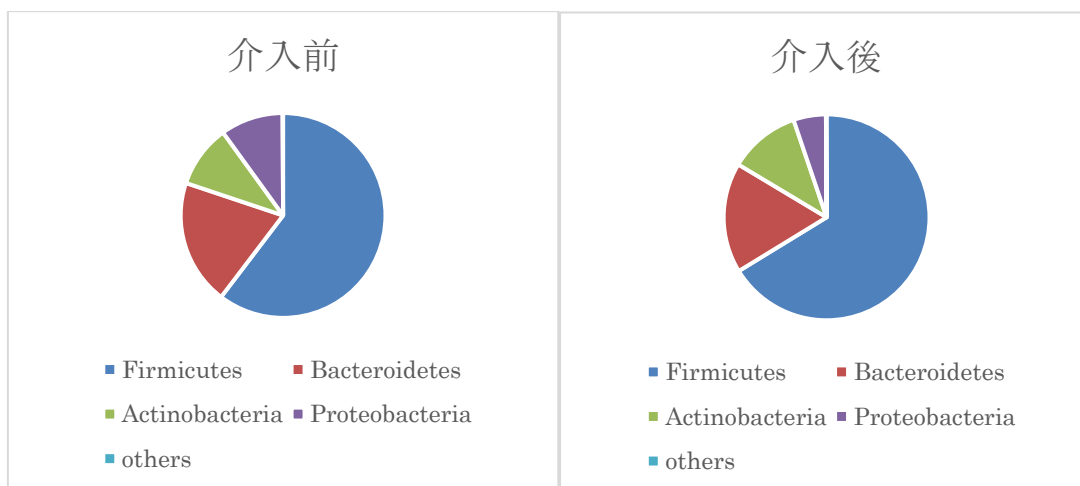 介入前
Firmicutes Bacteroidetes
Actinobacteria Proteobacteria
others
介入後
Firmicutes Bacteroidetes
Actinobacteria Proteobacteria
others